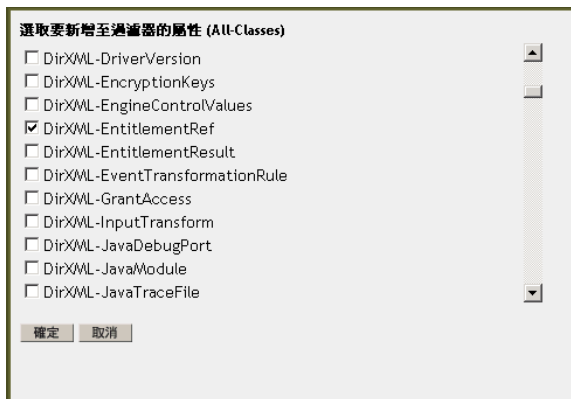 選取要新增至過濾器的屬性 (All-Classes)
DirXML-DriverVersion
DirXML-EncryptionKeys
DirXML-EngineControlValues
DirXML-EntitlementRef
DirXML-EntitlementResult
DirXML-EventTransformationRule
DirXML-GrantAccess
DirXML-InputTransform
DirXML-JavaDebugPort
DirXML-JavaModule
DirXML-JavaTraceFile
確定 取消